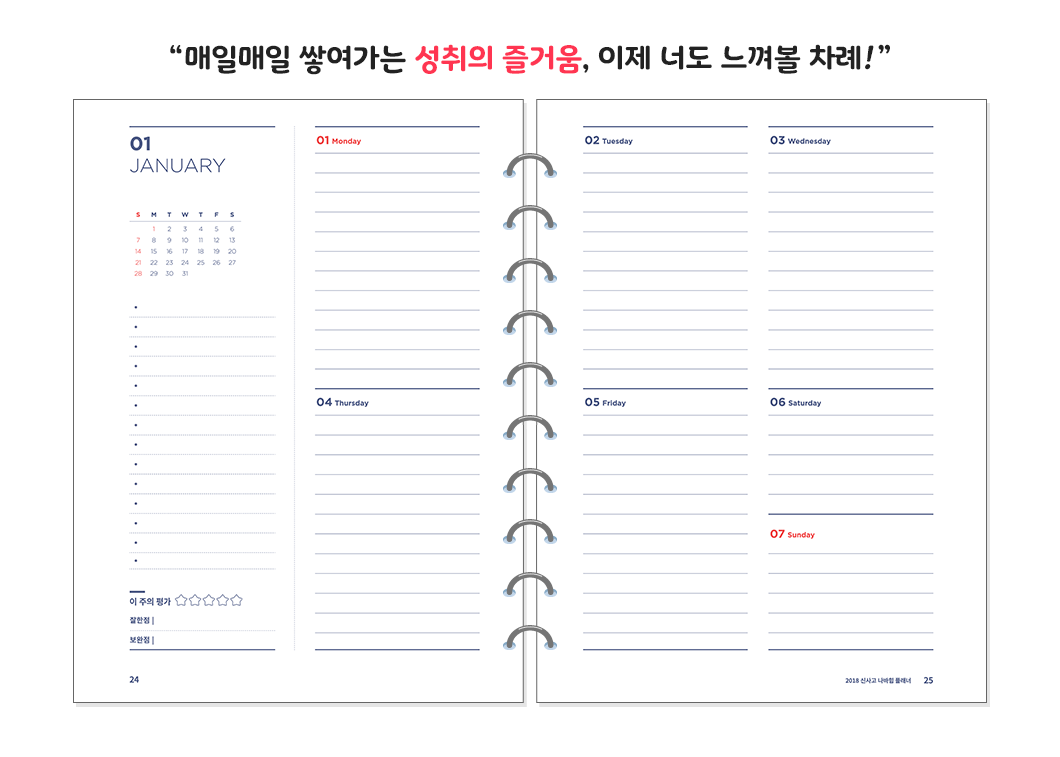 “매일매일 쌓여가는 성취의 즐거움, 이제 너도 느껴볼 차례!”
01
JANUARY
S M T W T F S
1 2 3 4 5 6
7 8 9 10 11 12 13
14 15 16 17 18 19 20
21 22 23 24 25 26 27
28 29 30 31
이 주의 평가
잘한점 |
보완점 |
24
01 Monday
04 Thursday
02 Tuesday
03 Wednesday
05 Friday
06 Saturday
07 Sunday
2018 신사고 나바힘 플래너 25